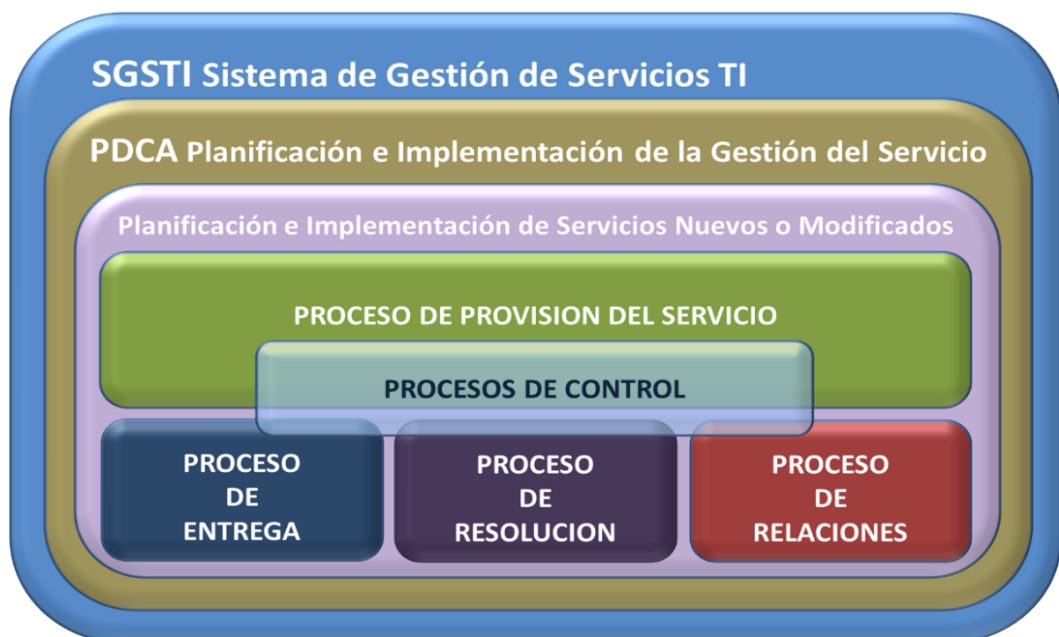 SGSTI Sistema de Gestión de Servicios TI
PDCA Planificación e Implementación de la Gestión del Servicio
Planificación e Implementación de Servicios Nuevos o Modificados
PROCESO DE PROVISION DEL SERVICIO
PROCESOS DE CONTROL
PROCESO
DE
ENTREGA
PROCESO
DE
RESOLUCION
PROCESO
DE
RELACIONES